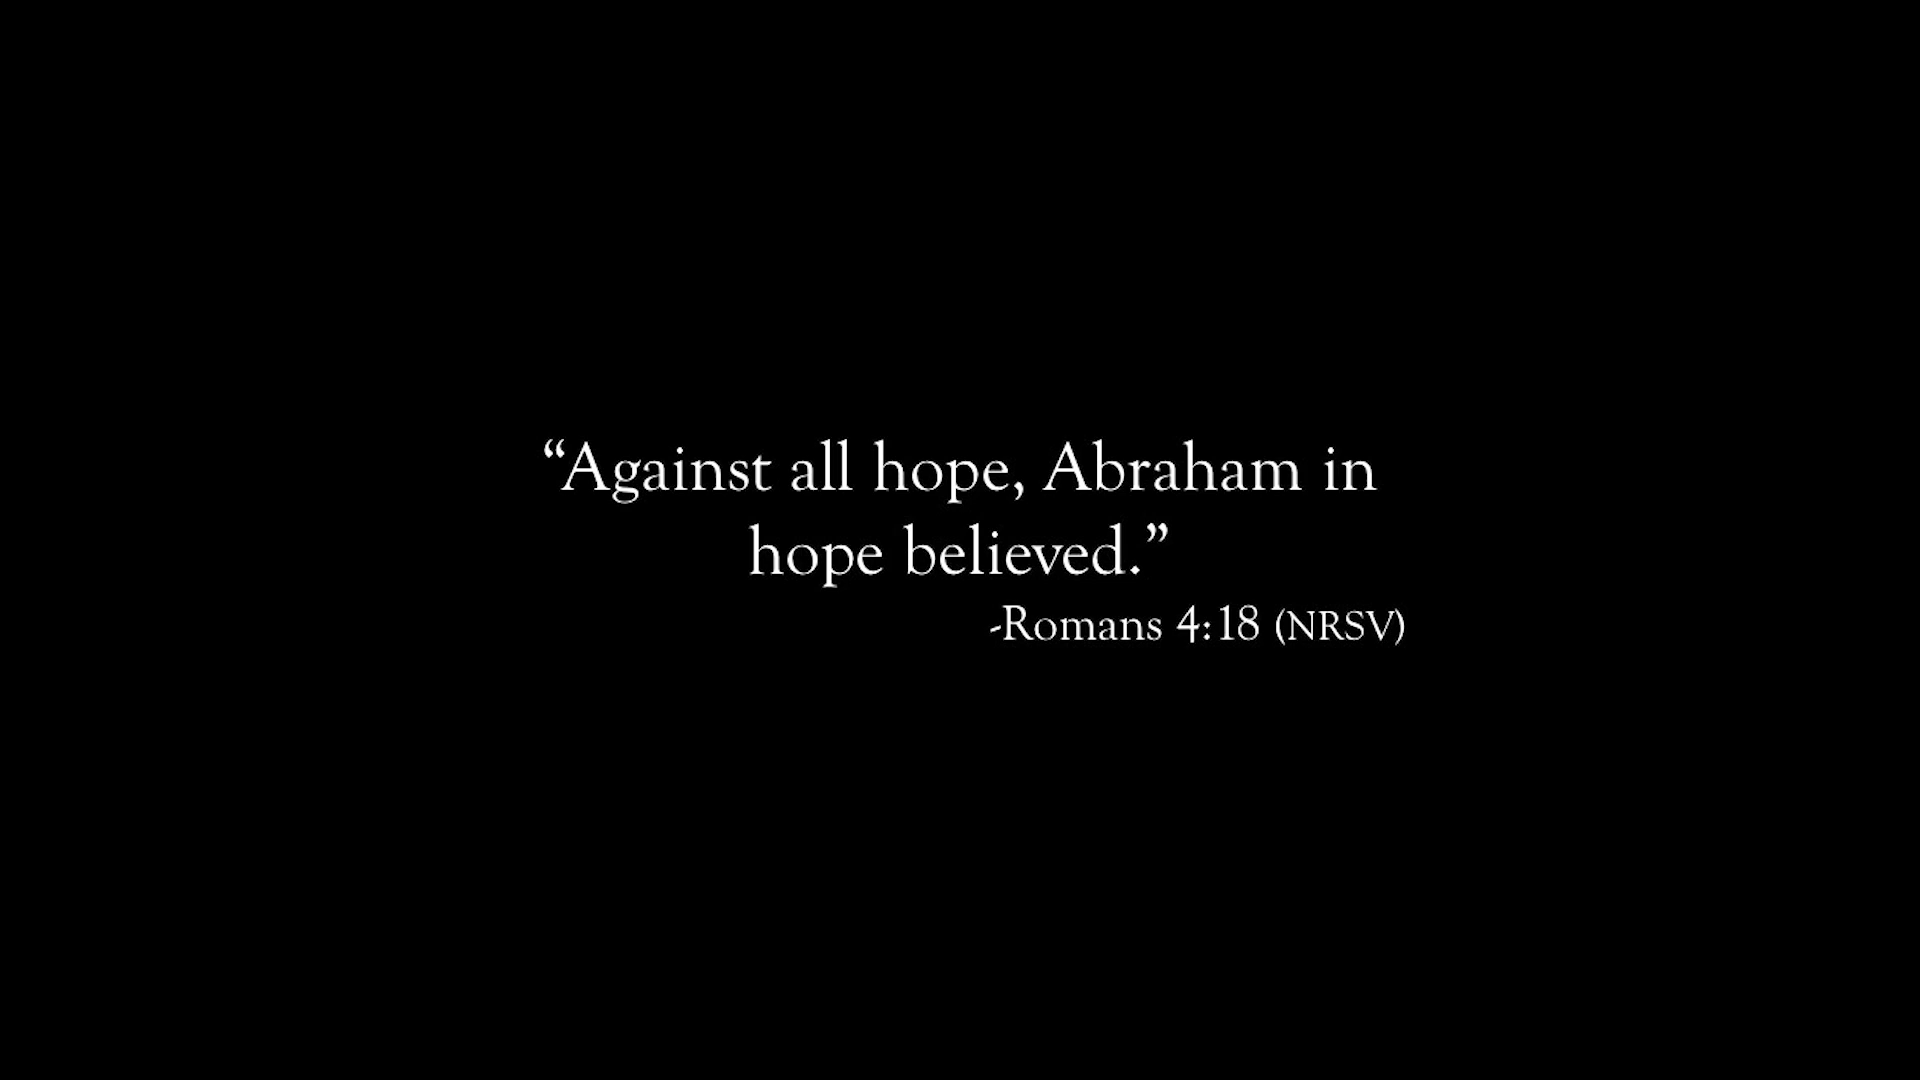 “Against all hope, Abraham in
hope believed.”
-Romans 4:18 (NRSV)